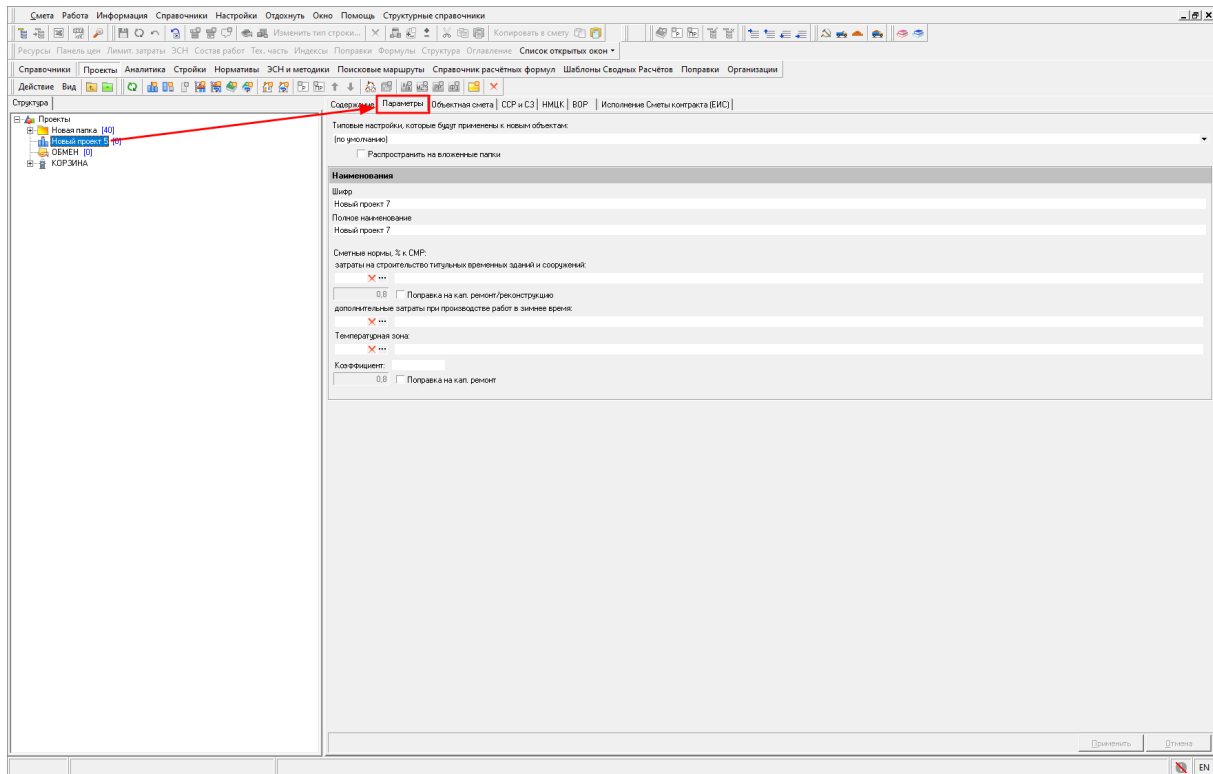 Смета Работа Информация Справочники Настройки Отдохнуть Окно Помощь Структурные справочники
Изменить тип строки... Копировать в смету
Ресурсы Панель цен Лимит. затраты ЭСН Состав работ Тех. часть Индексы Поправки Формулы Структура Оглавление Список открытых окон
Справочники Проекты Аналитика Стройки Нормативы ЭСН и методики Поисковые маршруты Справочник расчётных формул Шаблоны Сводных Расчётов Поправки Организации
Действие Вид
Структура
Содержание Параметры Объектная смета ССР и СЗ НМЦК ВОР Исполнение Сметы контракта (ЕИС)
Проекты
Новая папка [40]
Новый проект 5 [0]
ОБМЕН [0]
КОРЗИНА
Типовые настройки, которые будут применены к новым объектам:
(по умолчанию)
Распространить на вложенные папки
Наименования
Шифр
Новый проект 7
Полное наименование
Новый проект 7
Сметные нормы, % к СМР:
затраты на строительство титульных временных зданий и сооружений:
0,8 Поправка на кап. ремонт/реконструкцию
дополнительные затраты при производстве работ в зимнее время:
Температурная зона:
Коэффициент:
0,8 Поправка на кап. ремонт
Применить Отмена
EN